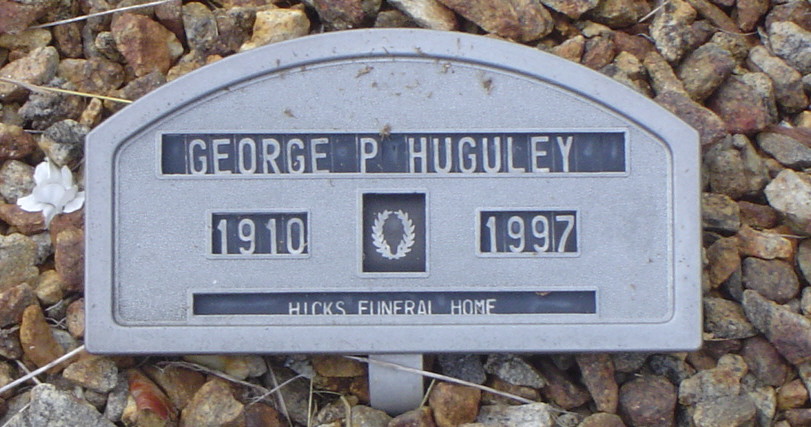 GEORGE P HUGULEY
1910 1997
HICKS FUNERAL HOME